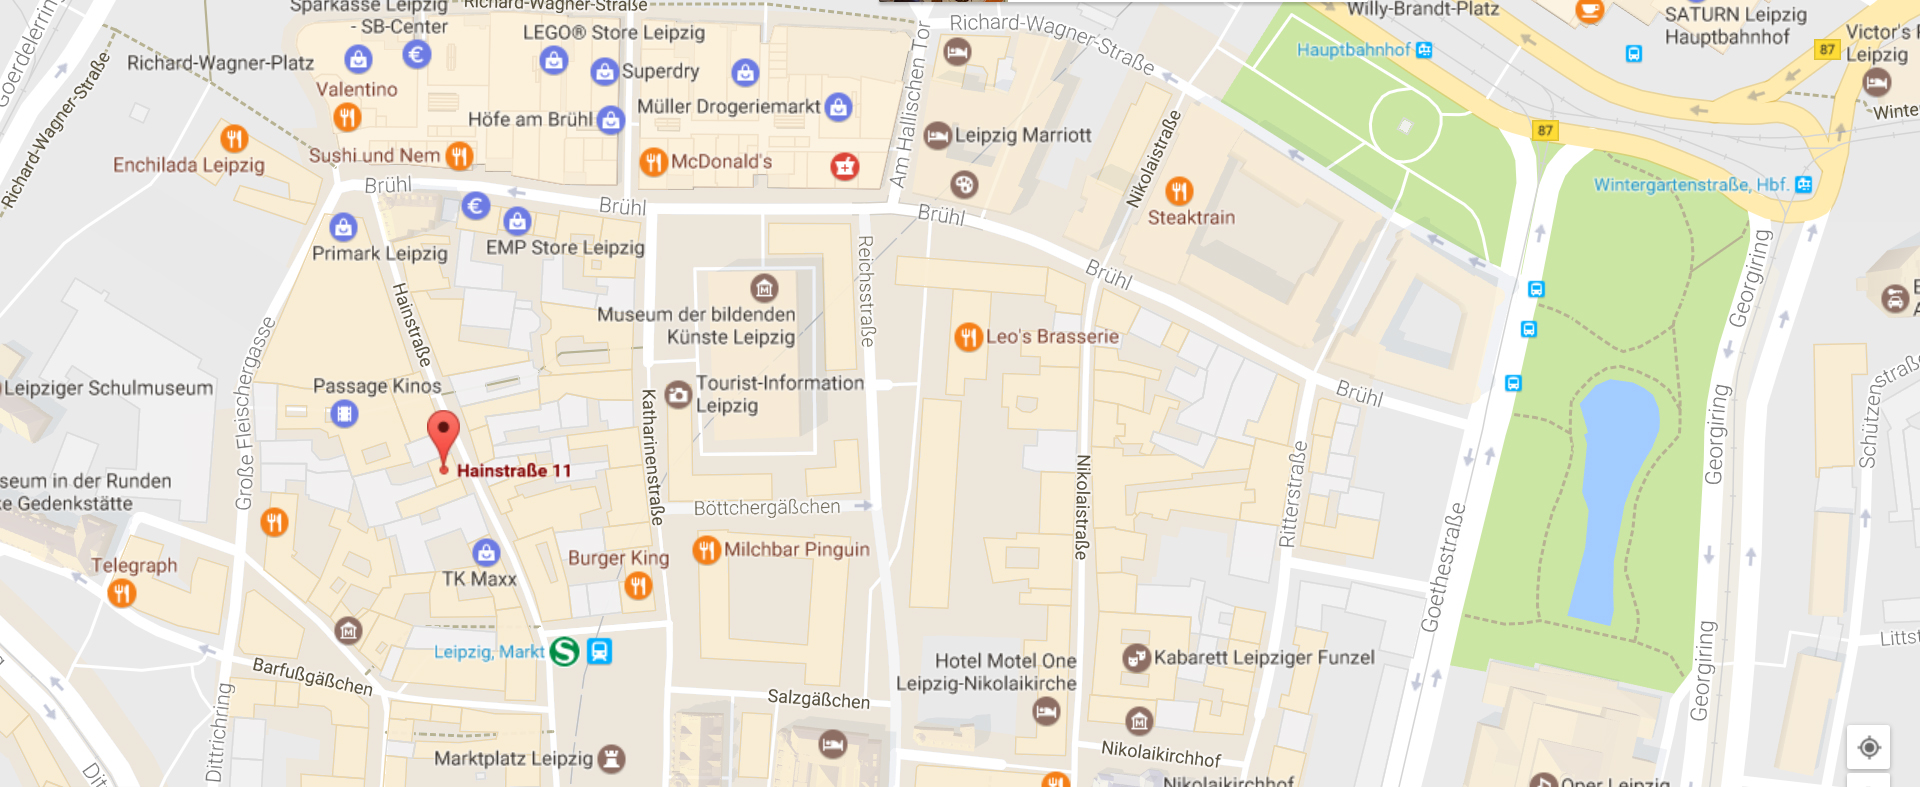 Sparkasse Leipzig
- SB-Center
Richard-Wagner-Straße
LEGO® Store Leipzig
Richard-Wagner-Platz
Valentino
Superdry
Müller Drogeriemarkt
Höfe am Brühl
Enchilada Leipzig
Sushi und Nem
McDonald's
Am Hallischen Tor
Richard-Wagner-Straße
Leipzig Marriott
Nikolaistraße
Steaktrain
Willy-Brandt-Platz
Hauptbahnhof
SATURN Leipzig
Hauptbahnhof
87
Victor's
Leipzig
87
Wintergartenstraße, Hbf.
Goerdelerring
Richard-Wagner-Straße
Brühl
Brühl
Brühl
Brühl
Brühl
Primark Leipzig
EMP Store Leipzig
Hainstraße
Museum der bildenden
Künste Leipzig
Reichsstraße
Leo's Brasserie
Georgiring
Leipziger Schulmuseum
Passage Kinos
Große Fleischergasse
Tourist-Information
Leipzig
Katharinenstraße
Hainstraße 11
seum in der Runden
Gedenkstätte
Böttchergäßchen
Nikolaistraße
Ritterstraße
Goethestraße
Georgiring
Schützenstraß
Telegraph
TK Maxx
Burger King
Milchbar Pinguin
Leipzig, Markt
S
Barfußgäßchen
Dittrichring
Salzgäßchen
Hotel Motel One
Leipzig-Nikolaikirche
Kabarett Leipziger Funzel
Georgiring
Marktplatz Leipzig
Nikolaikirchhof
Nikolaikirchhof
Oper Leipzig